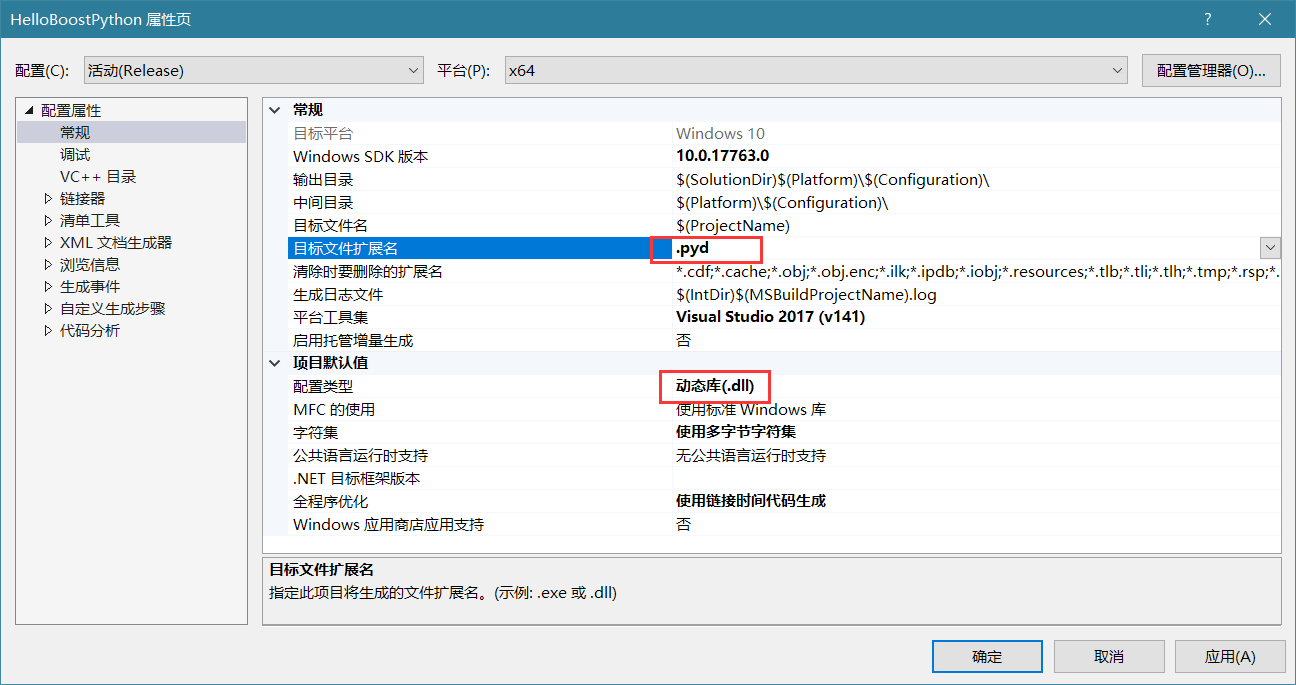 HelloBoostPython 属性页
?
配置(C): 活动(Release) 平台(P): x64 配置管理器(O)...
配置属性
常规
调试
VC++ 目录
链接器
清单工具
XML 文档生成器
浏览信息
生成事件
自定义生成步骤
代码分析
常规
目标平台 Windows 10
Windows SDK 版本 10.0.17763.0
输出目录 $(SolutionDir)$(Platform)\$(Configuration)\
中间目录 $(Platform)\$(Configuration)\
目标文件名 $(ProjectName)
目标文件扩展名 .pyd
清除时要删除的扩展名 *.cdf;*.cache;*.obj;*.obj.enc;*.ilk;*.ipdb;*.iobj;*.resources;*.tlb;*.tli;*.tlh;*.tmp;*.rsp;*.
生成日志文件 $(IntDir)$(MSBuildProjectName).log
平台工具集 Visual Studio 2017 (v141)
启用托管增量生成 否
项目默认值
配置类型 动态库(.dll)
MFC 的使用 使用标准 Windows 库
字符集 使用多字节字符集
公共语言运行时支持 无公共语言运行时支持
.NET 目标框架版本
全程序优化 使用链接时间代码生成
Windows 应用商店应用支持 否
目标文件扩展名
指定此项目将生成的文件扩展名。(示例: .exe 或 .dll)
确定 取消 应用(A)